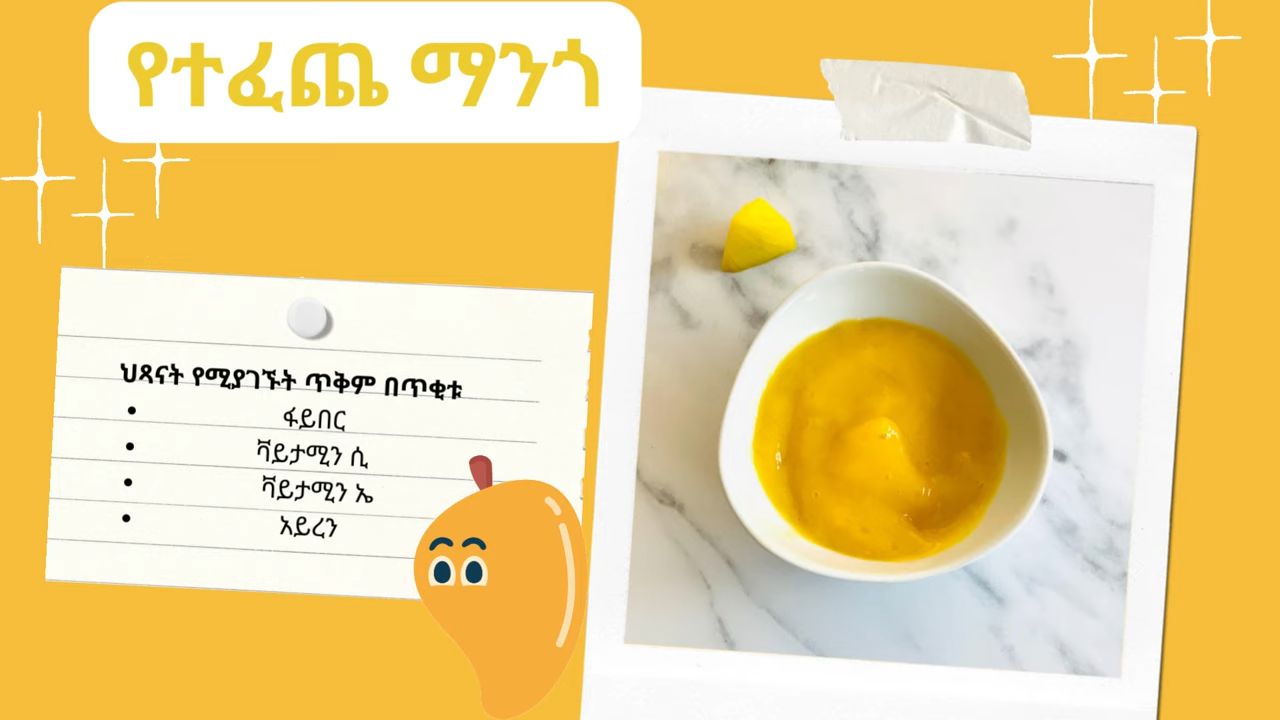 የተፈጨ ማንጎ
ህጻናት የሚያገኙት ጥቅም በጥቂቱ
ፋይበር
ቫይታሚን ሲ
ቫይታሚን ኤ
አይረን